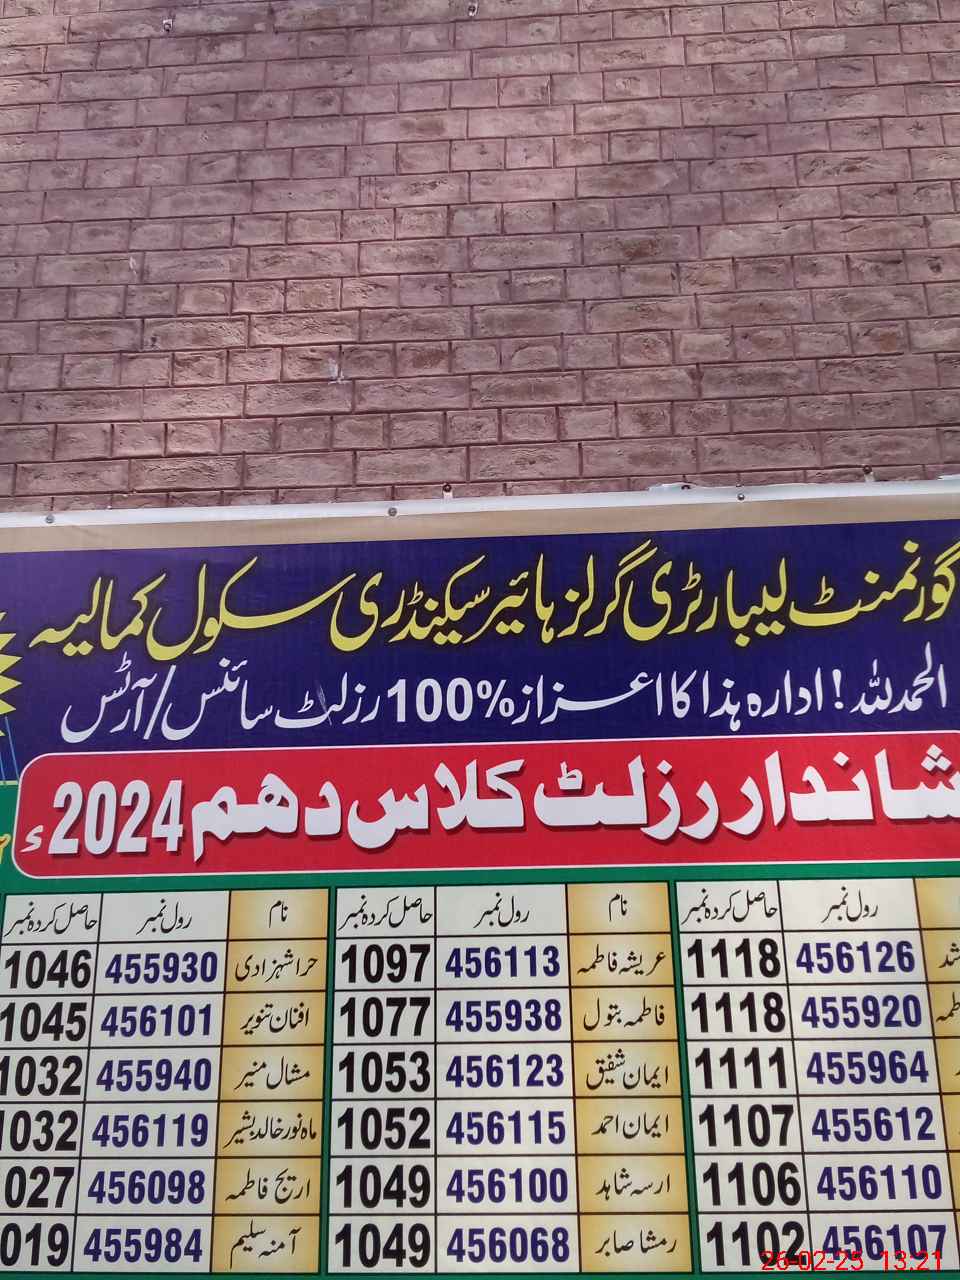 گورنمنٹ لیبارٹری گرلز ہائیر سیکنڈری سکول کمالیہ
الحمدللہ! ادارہ ہذا کا اعزاز 100% رزلٹ سائنس/آرٹس
شاندار رزلٹ کلاس دھم 2024ء
رول نمبر حاصل کردہ نمبر نام رول نمبر حاصل کردہ نمبر نام رول نمبر حاصل کردہ نمبر
456126 1118 عریشہ فاطمہ 456113 1097 حرا شہزادی 455930 1046
455920 1118 فاطمہ بتول 455938 1077 افنان تنویر 456101 1045
455964 1111 ایمان شفیق 456123 1053 مشال منیر 455940 1032
455612 1107 ایمان احمد 456115 1052 ماہ نور خالد بشیر 456119 1032
456110 1106 ارسہ شاہد 456100 1049 اریج فاطمہ 456098 027
456107 1102 رمشا صابر 456068 1049 آمنہ سلیم 455984 019
26-02-25 13:21